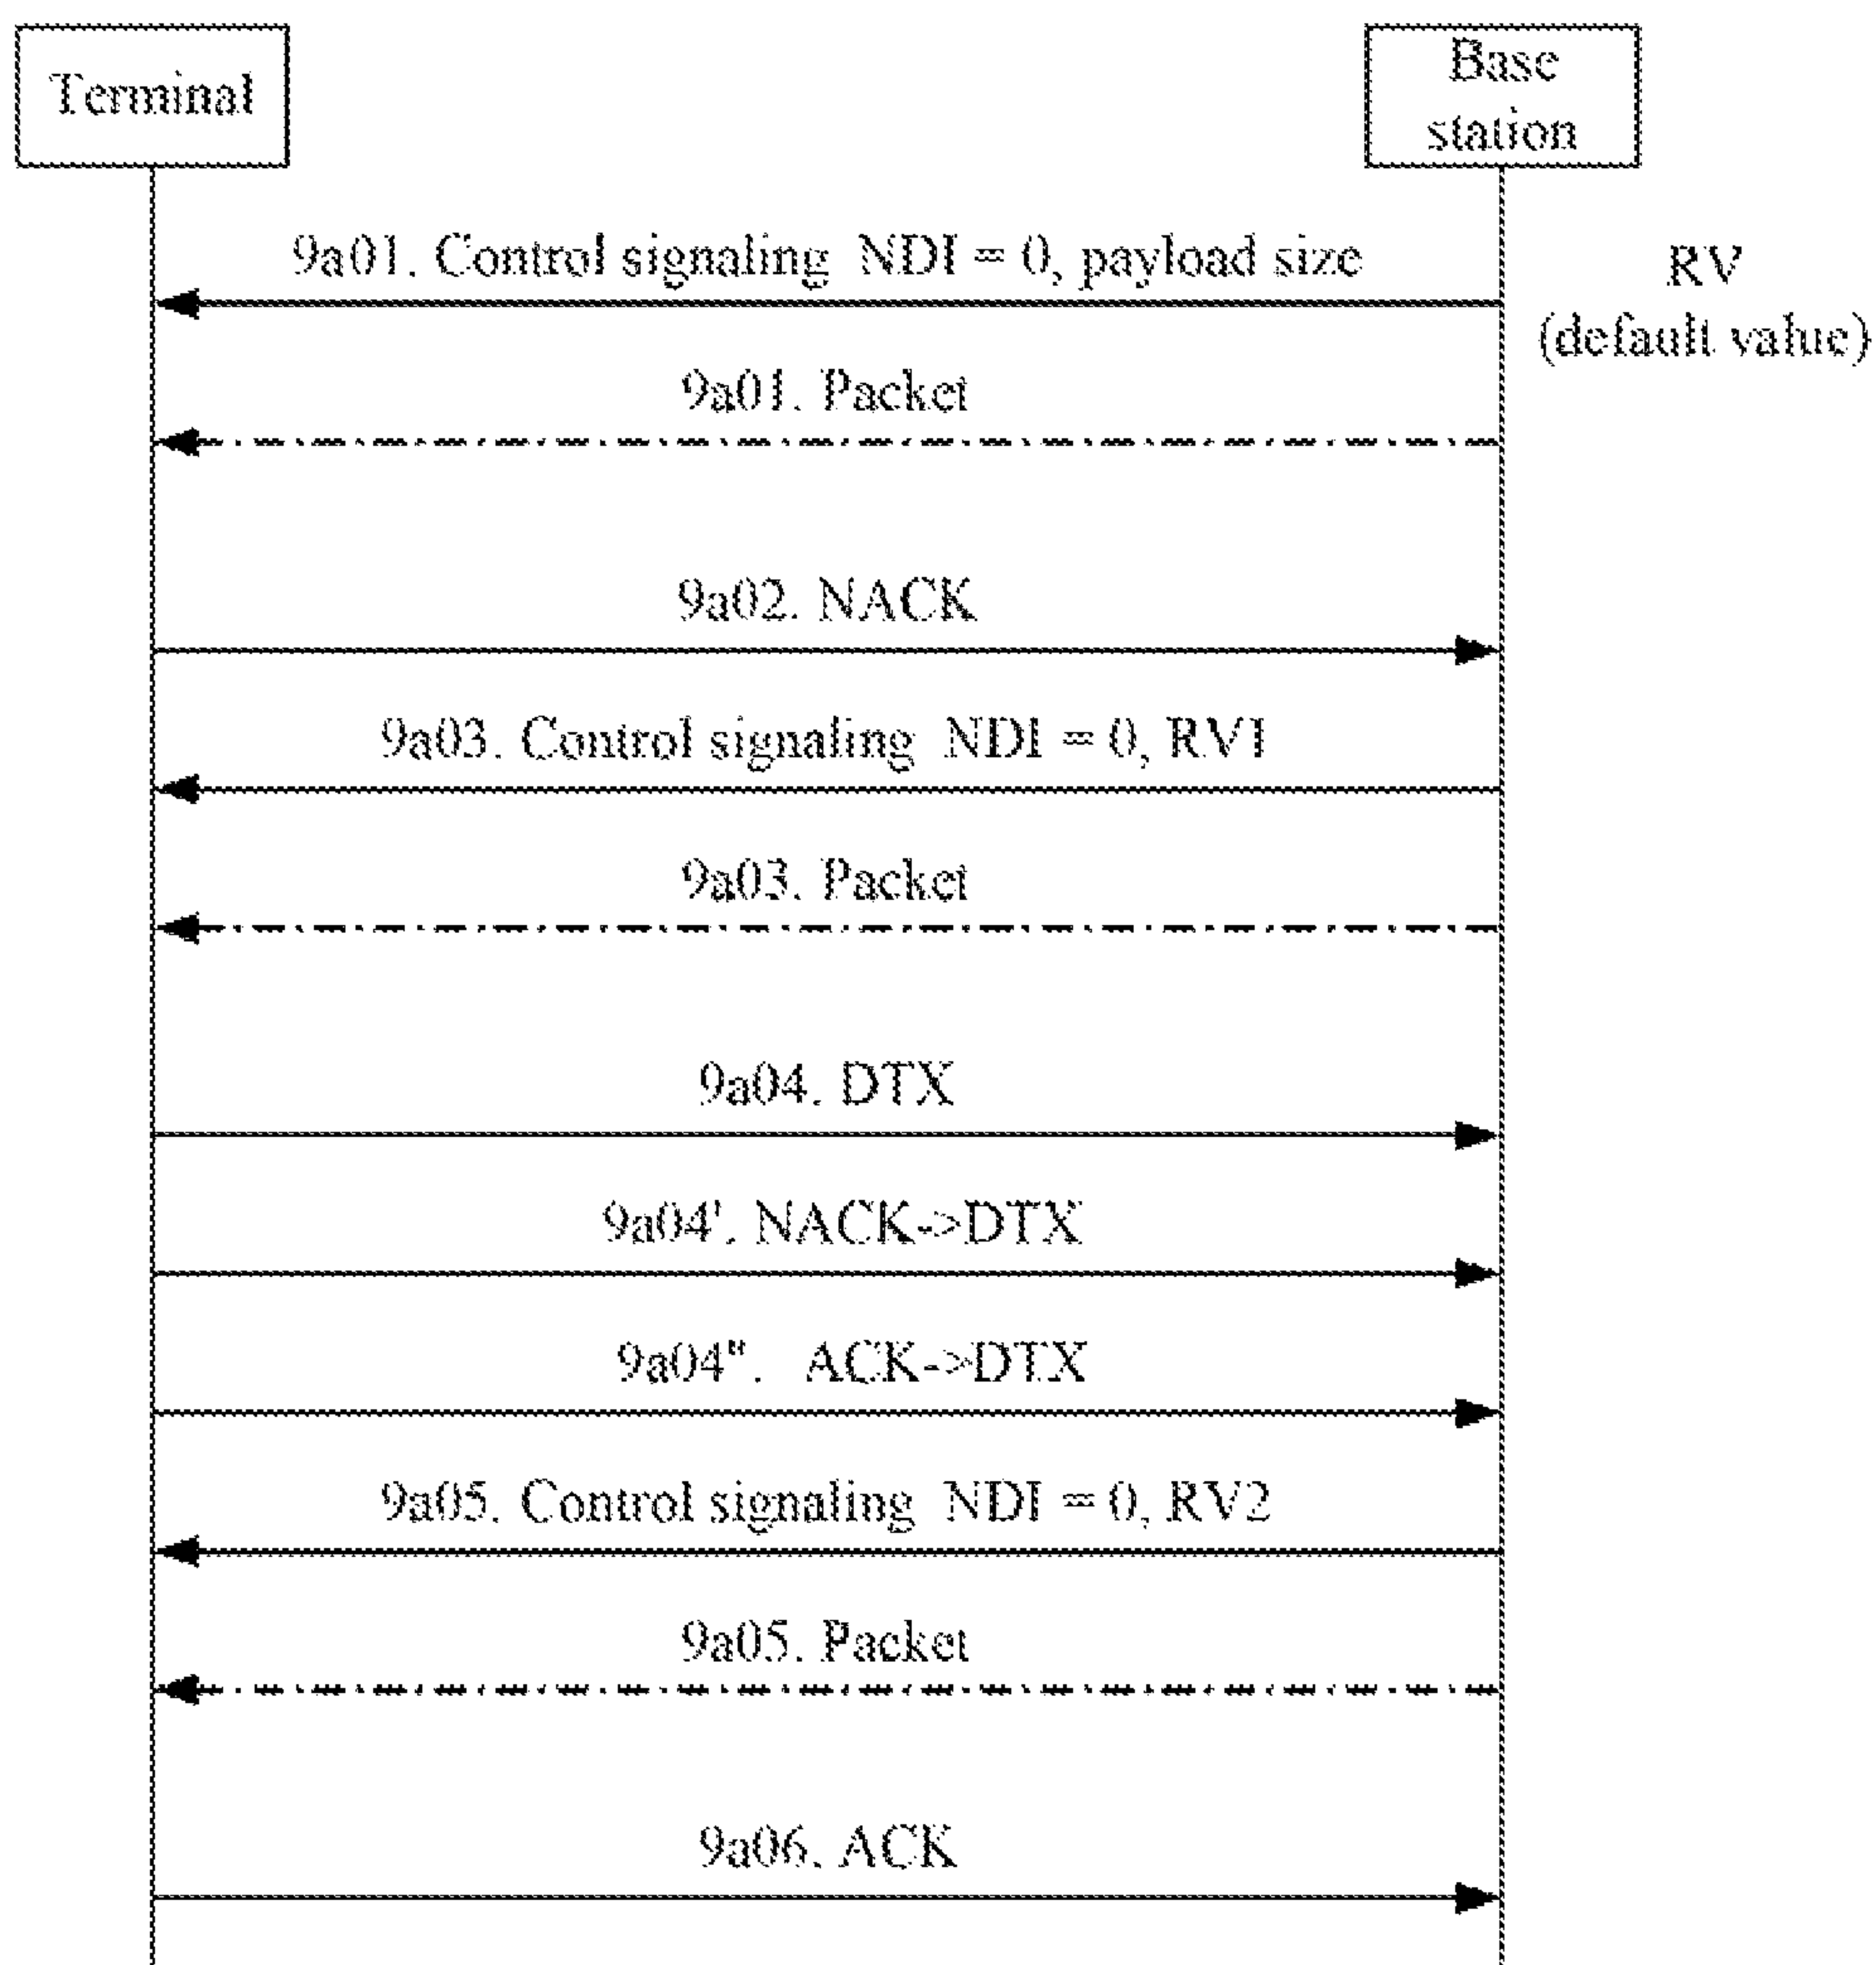 Terminal
Base
station
9a01. Control signaling NDI = 0, payload size
RV
(default value)
9a01. Packet
9a02. NACK
9a03. Control signaling NDI = 0, RV1
9a03. Packet
9a04. DTX
9a04'. NACK->DTX
9a04". ACK->DTX
9a05. Control signaling NDI = 0, RV2
9a05. Packet
9a06. ACK